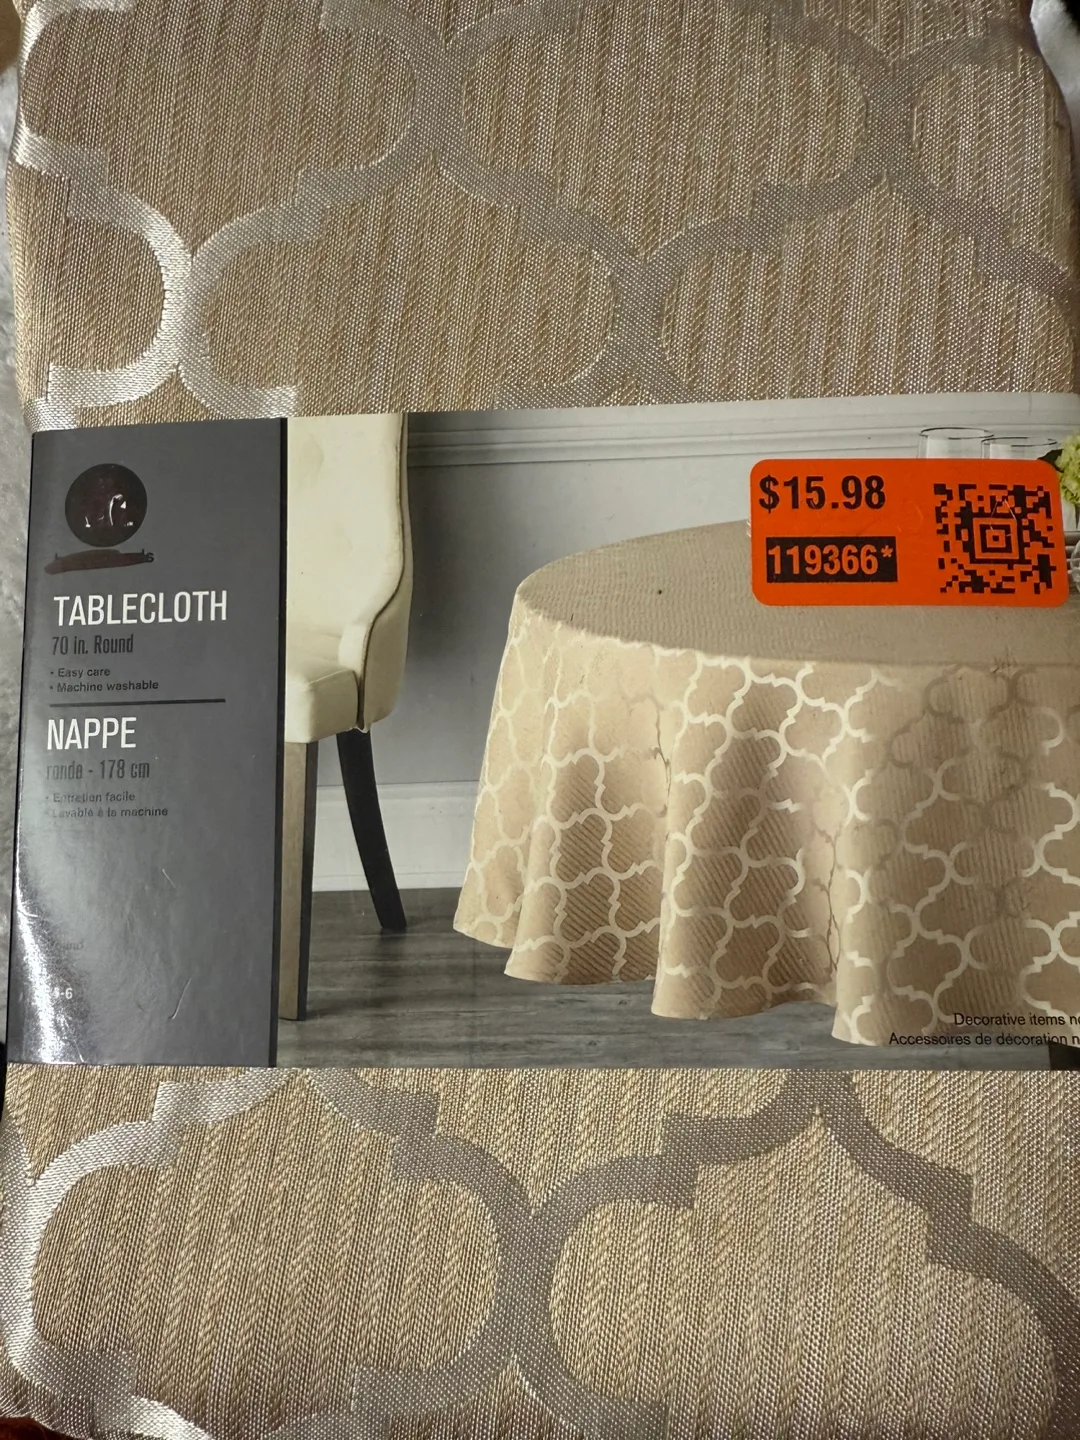 $15.98
119366*
TABLECLOTH
70 in. Round
• Easy care
• Machine washable
NAPPE
ronde - 178 cm
• Entretien facile
• Lavable à la machine
-6
Decorative items
Accessoires de décoration